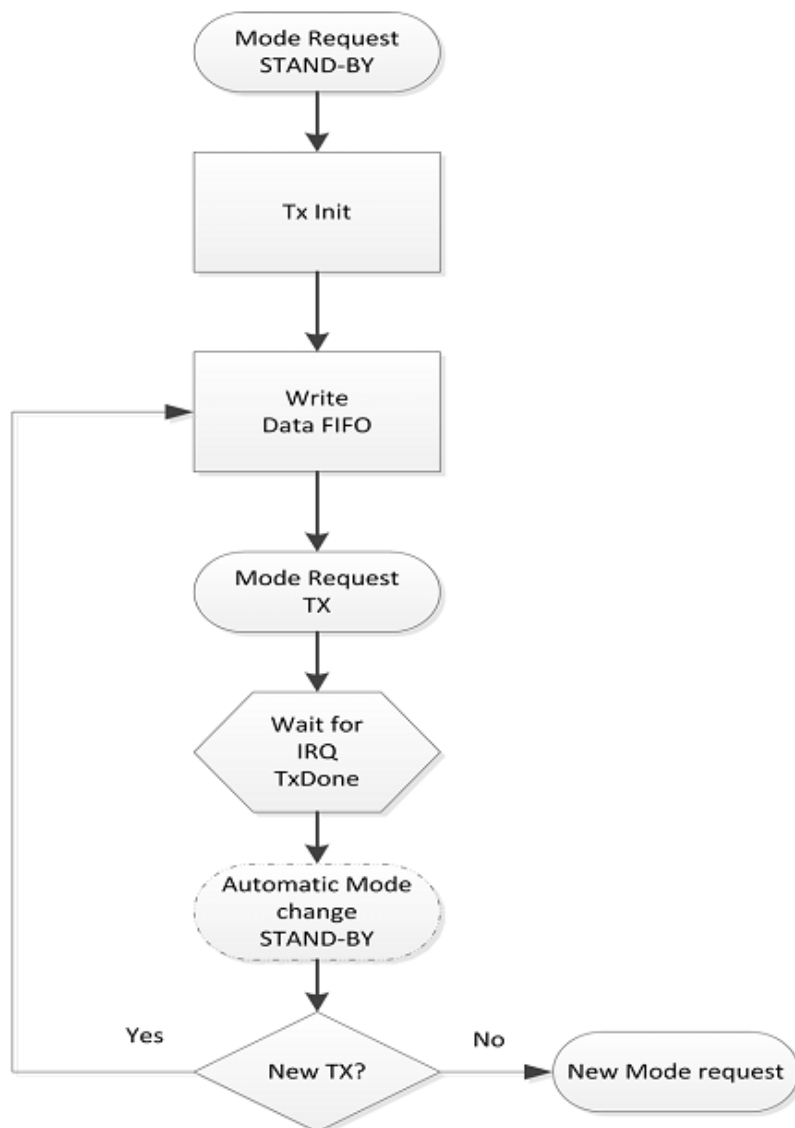 Mode Request
STAND-BY
Tx Init
Write
Data FIFO
Mode Request
TX
Wait for
IRQ
TxDone
Automatic Mode
change
STAND-BY
Yes
No
New TX?
New Mode request